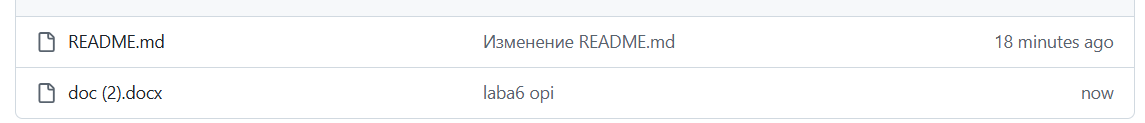 README.md Изменение README.md 18 minutes ago
doc (2).docx laba6 opi now